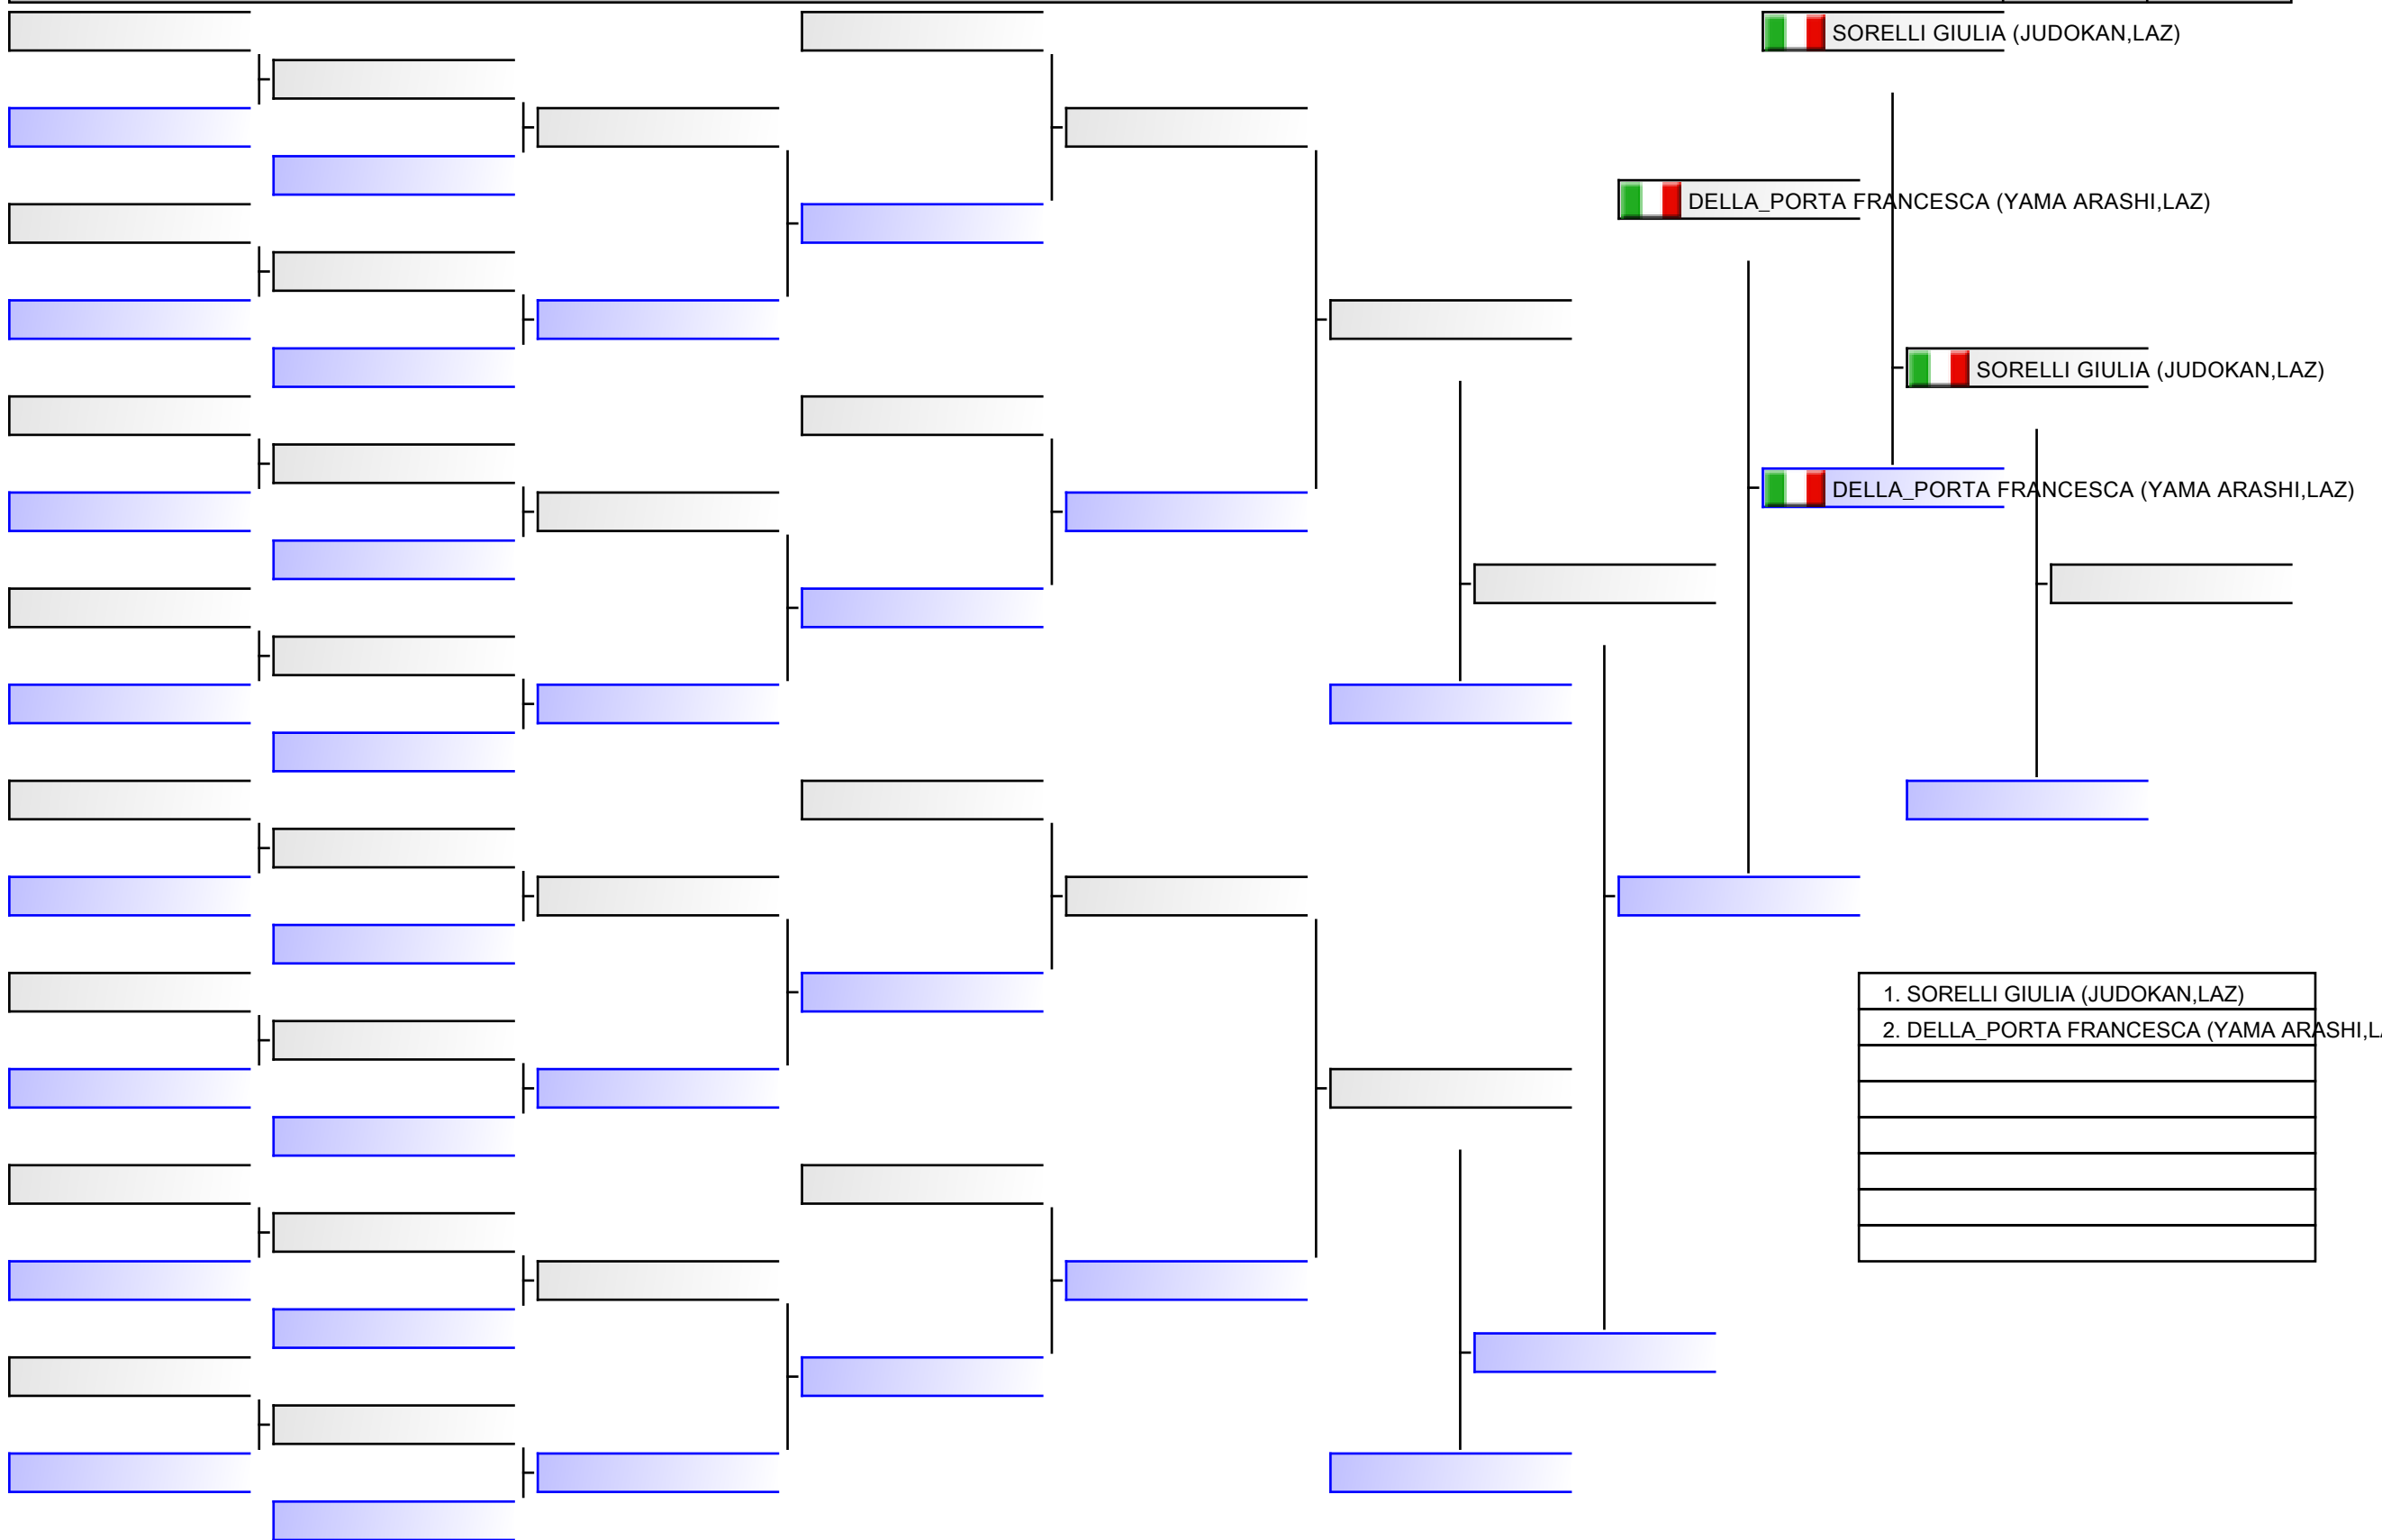 SORELLI GIULIA (JUDOKAN,LAZ)
DELLA_PORTA FRANCESCA (YAMA ARASHI,LAZ)
SORELLI GIULIA (JUDOKAN,LAZ)
DELLA_PORTA FRANCESCA (YAMA ARASHI,LAZ)
1. SORELLI GIULIA (JUDOKAN,LAZ)
2. DELLA_PORTA FRANCESCA (YAMA ARASHI,LA